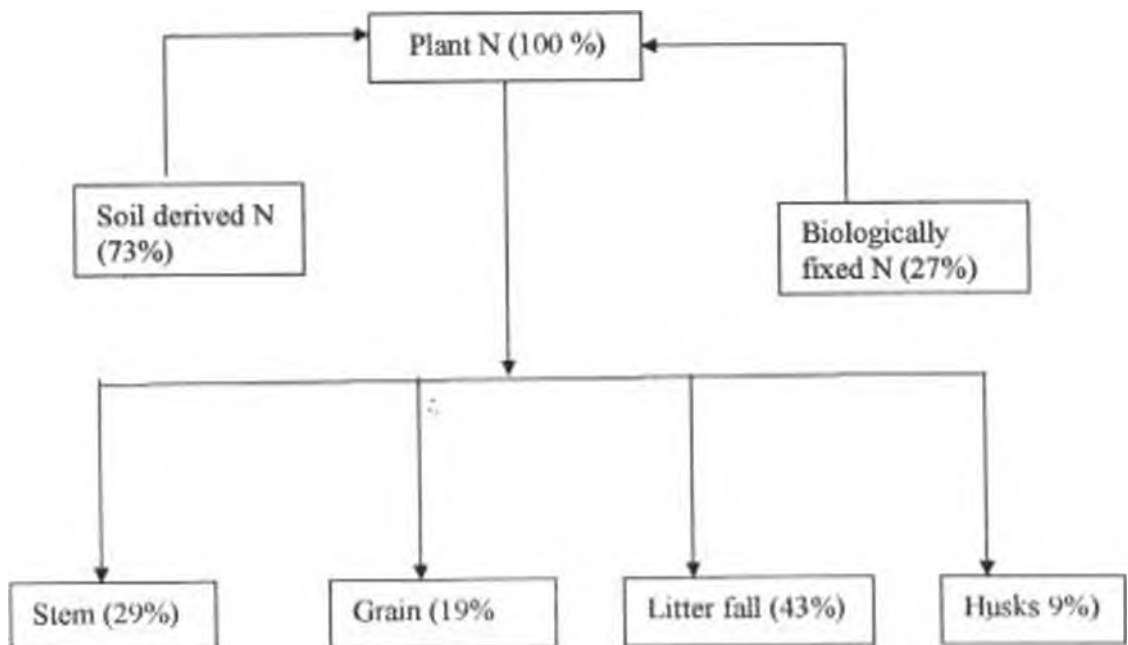 Plant N (100 %)
Soil derived N
(73%)
Biologically
fixed N (27%)
Stem (29%)
Grain (19%
Litter fall (43%)
Husks 9%)